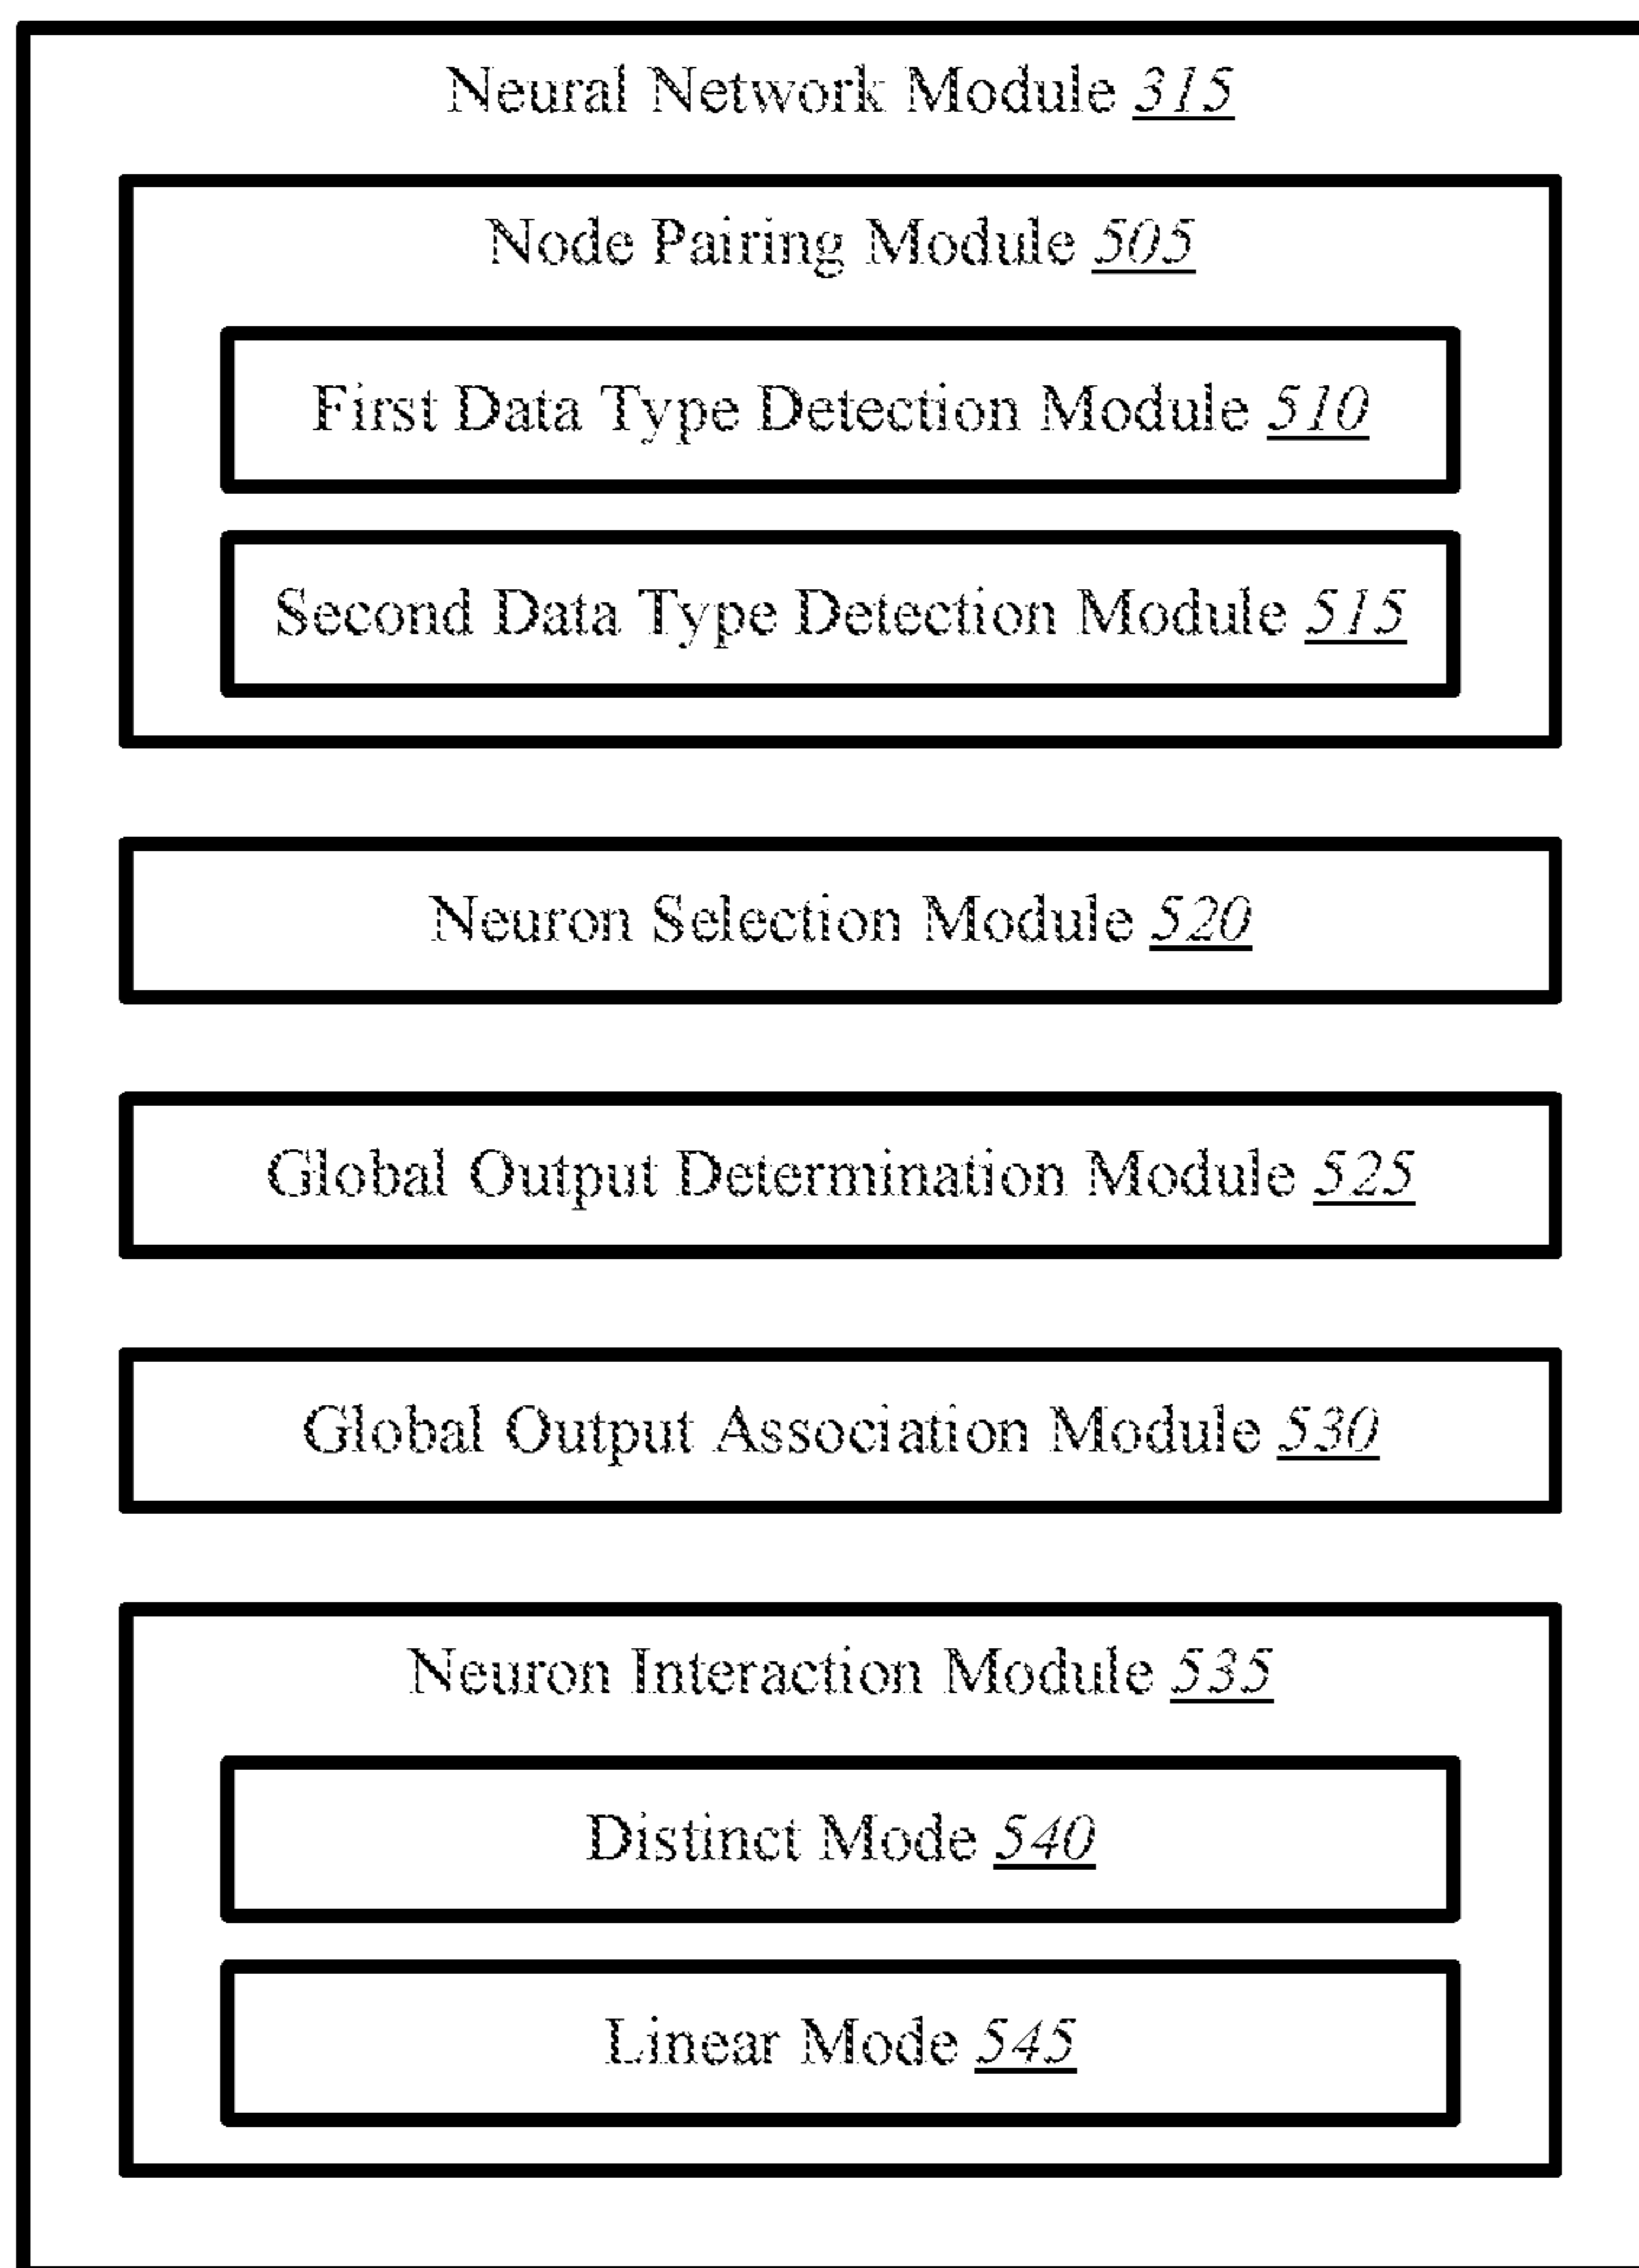 Neural Network Module 315
Node Pairing Module 505
First Data Type Detection Module 510
Second Data Type Detection Module 515
Neuron Selection Module 520
Global Output Determination Module 525
Global Output Association Module 530
Neuron Interaction Module 535
Distinct Mode 540
Linear Mode 545